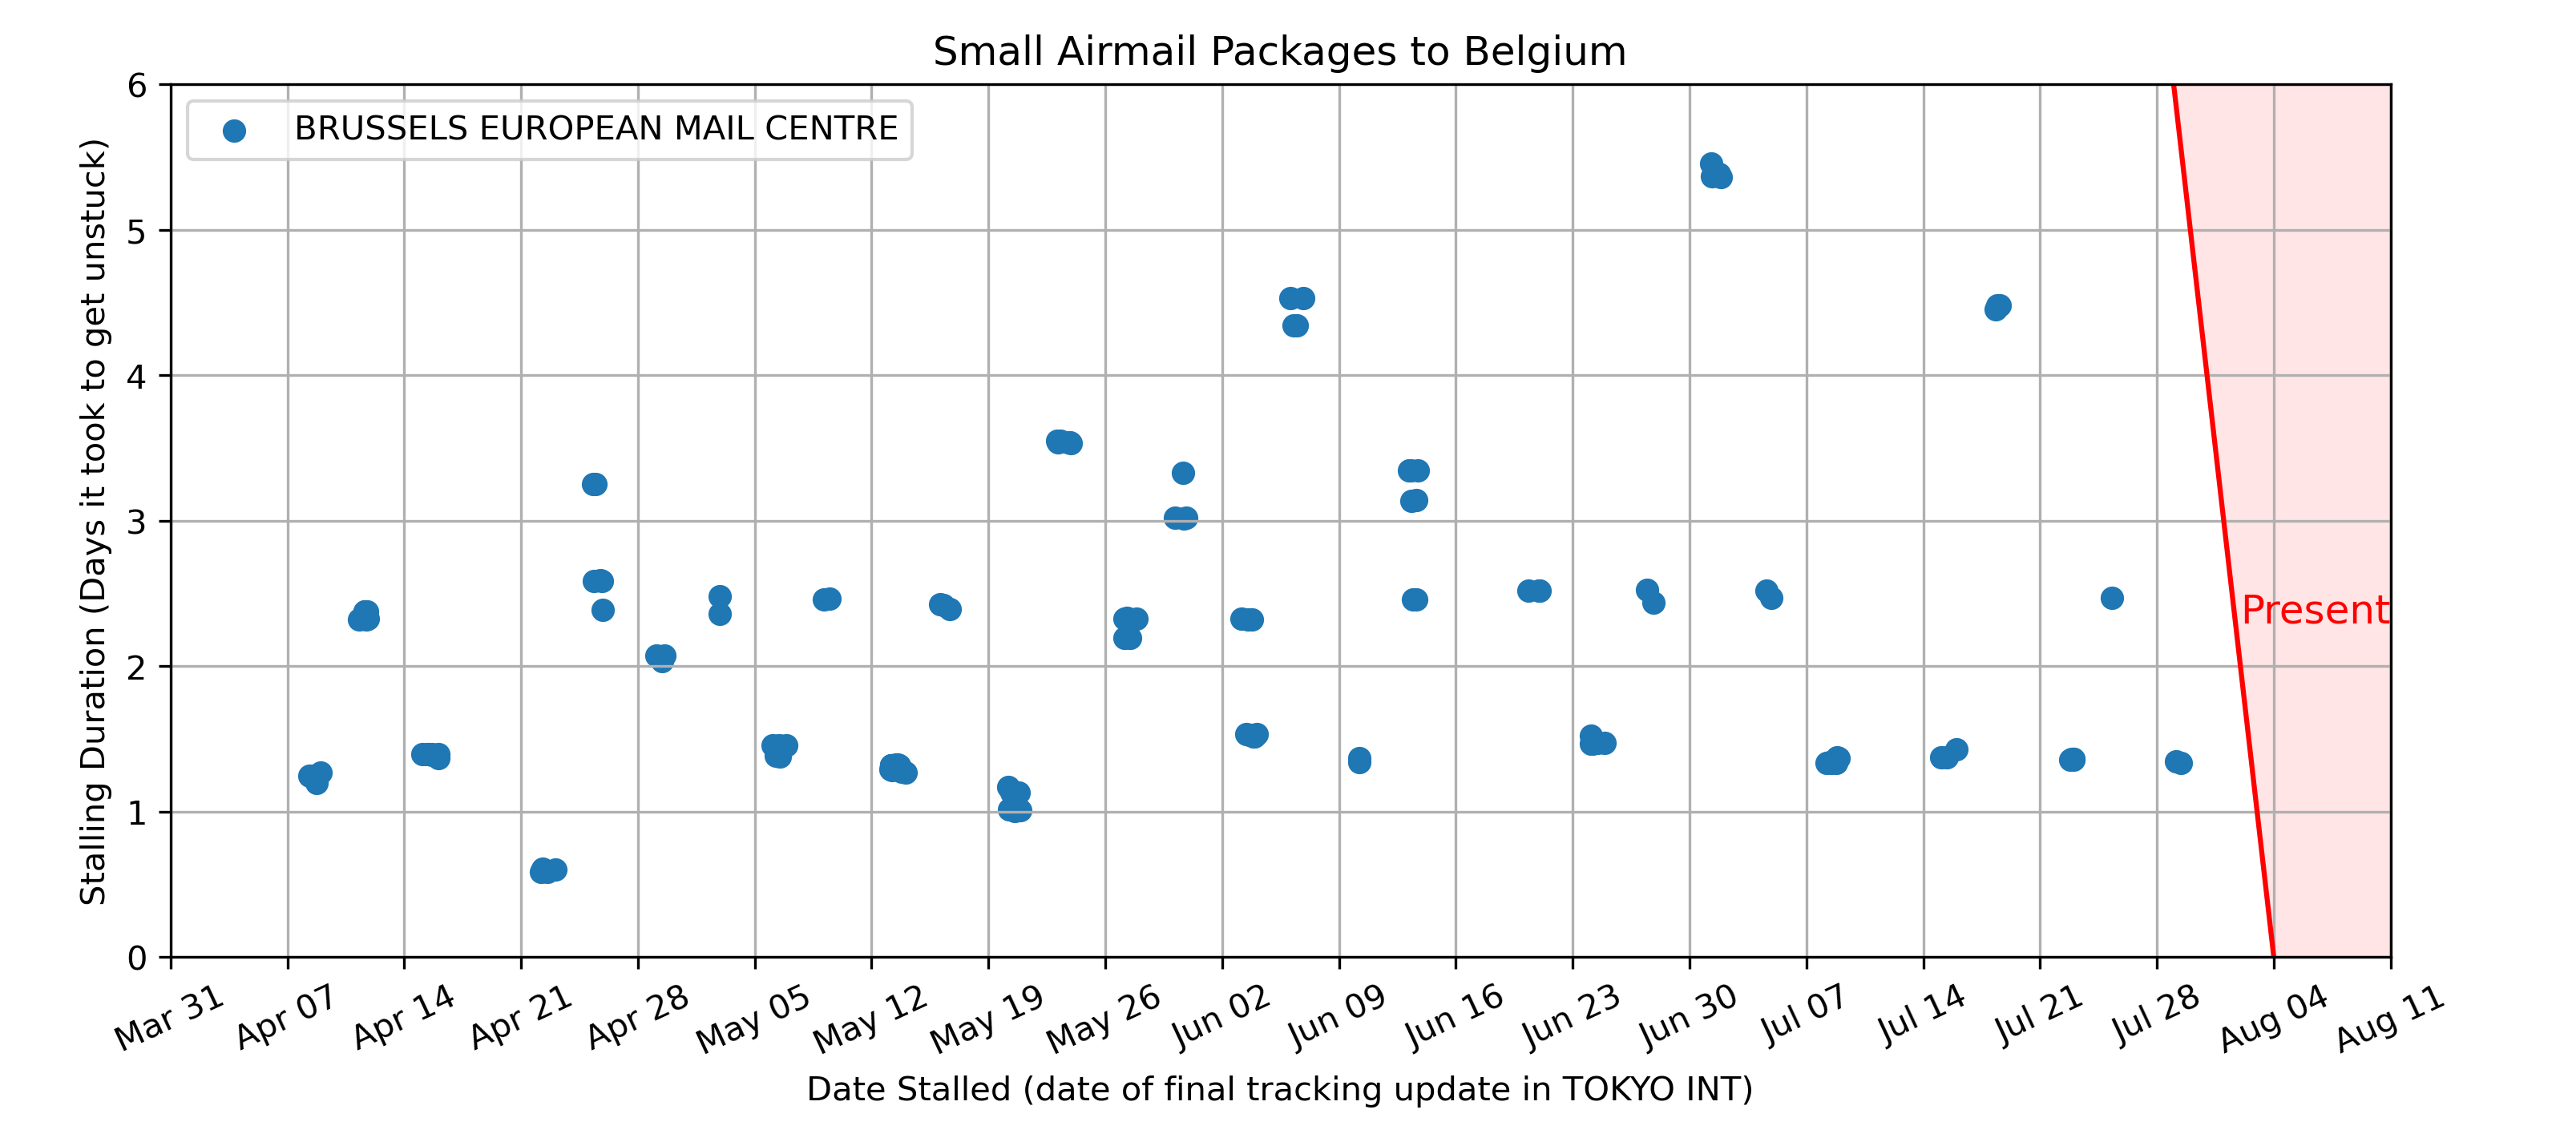 Small Airmail Packages to Belgium
BRUSSELS EUROPEAN MAIL CENTRE
Stalling Duration (Days it took to get unstuck)
6
5
4
3
2
1
0
Present
Mar 31 Apr 07 Apr 14 Apr 21 Apr 28 May 05 May 12 May 19 May 26 Jun 02 Jun 09 Jun 16 Jun 23 Jun 30 Jul 07 Jul 14 Jul 21 Jul 28 Aug 04 Aug 11
Date Stalled (date of final tracking update in TOKYO INT)